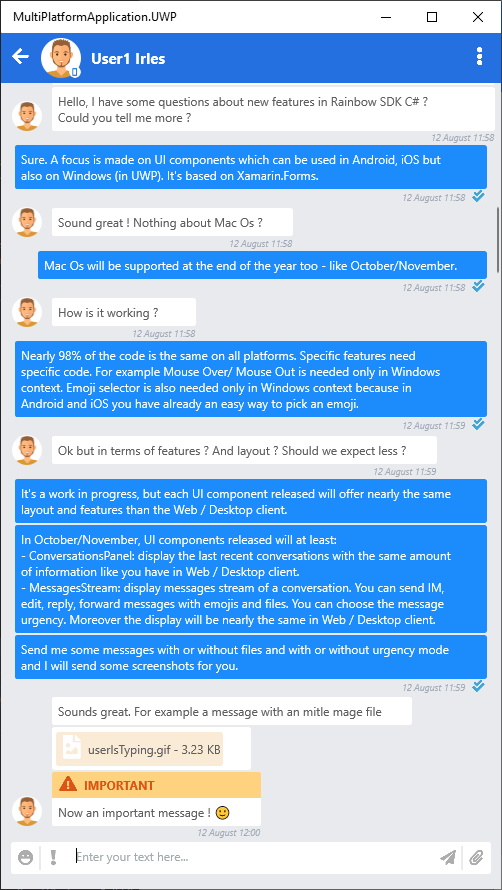 MultiPlatformApplication.UWP
User1 Irles
Hello, I have some questions about new features in Rainbow SDK C# ?
Could you tell me more ?
12 August 11:58
Sure. A focus is made on UI components which can be used in Android, iOS but
also on Windows (in UWP). It's based on Xamarin.Forms.
12 August 11:58
Sound great ! Nothing about Mac Os ?
12 August 11:58
Mac Os will be supported at the end of the year too - like October/November.
12 August 11:58
How is it working ?
12 August 11:58
Nearly 98% of the code is the same on all platforms. Specific features need
specific code. For example Mouse Over/ Mouse Out is needed only in Windows
context. Emoji selector is also needed only in Windows context because in
Android and iOS you have already an easy way to pick an emoji.
12 August 11:59
Ok but in terms of features ? And layout ? Should we expect less ?
12 August 11:59
It's a work in progress, but each UI component released will offer nearly the same
layout and features than the Web / Desktop client.
In October/November, UI components released will at least:
- ConversationsPanel: display the last recent conversations with the same amount
of information like you have in Web / Desktop client.
- MessagesStream: display messages stream of a conversation. You can send IM,
edit, reply, forward messages with emojis and files. You can choose the message
urgency. Moreover the display will be nearly the same in Web / Desktop client.
Send me some messages with or without files and with or without urgency mode
and I will send some screenshots for you.
12 August 11:59
Sounds great. For example a message with an mitle mage file
userIsTyping.gif - 3.23 KB
IMPORTANT
Now an important message ! 🙂
12 August 12:00
Enter your text here...